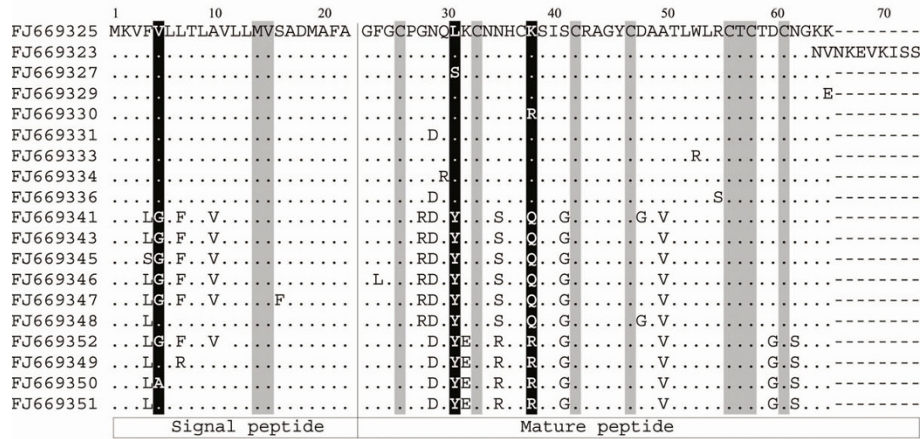 1 10 20 30 40 50 60 70
FJ669325 MKVFVLLTLAVLLMVSADMAFA GFGCPGNQLKCNNHCKSISCRAGYCDAATLWLRCTCTDCNGKK--------
FJ669323 ...................... .........................................NVNKEVKISS
FJ669327 ...................... ........S..................................--------
FJ669329 ...................... ..........................................E--------
FJ669330 ...................... ...............R...........................--------
FJ669331 ...................... ......D....................................--------
FJ669333 ...................... ..............................R............--------
FJ669334 ...................... .......R...................................--------
FJ669336 ...................... ......D.........................S..........--------
FJ669341 ...LG.F..V............ .....RD.Y...S..Q..G......G.V...............--------
FJ669343 ...LG.F..V............ .....RD.Y...S..Q..G........V...............--------
FJ669345 ...SG.F..V............ .....RD.Y...S..Q..G........V...............--------
FJ669346 ...LG.F..V............ .L...RD.Y...S..Q..G........V...............--------
FJ669347 ...LG.F..V.....F...... .....RD.Y...S..Q..G........V...............--------
FJ669348 ...L.................. .....RD.Y...S..Q..G......G.V...............--------
FJ669352 ...LG.F..V............ ......D.YE..R..R..G........V.........G.S...--------
FJ669349 ...L..R............... ......D.YE..R..R..G........V.........G.S...--------
FJ669350 ...LA................. ......D.YE..R..R..G........V.........G.S...--------
FJ669351 ...L.................. ......D.YE..R..R..G........V.........G.S...--------
Signal peptide Mature peptide